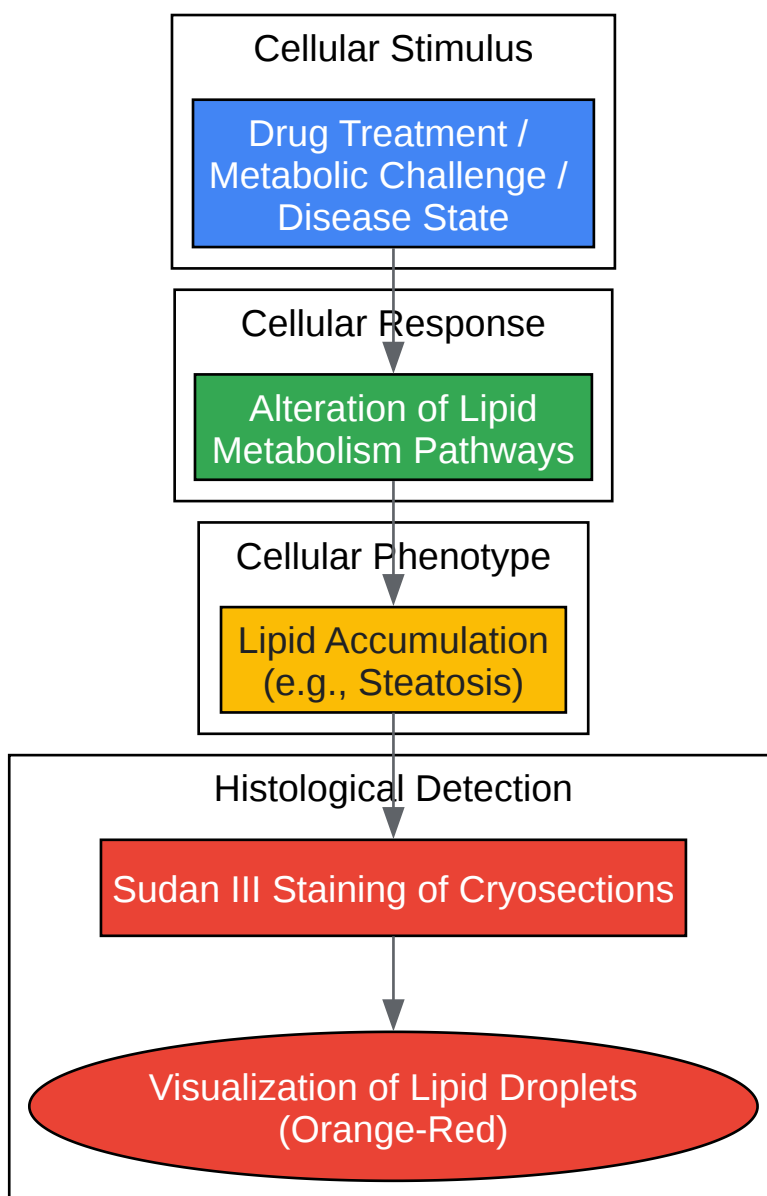 Cellular Stimulus
Drug Treatment /
Metabolic Challenge /
Disease State
Cellular Response
Alteration of Lipid
Metabolism Pathways
Cellular Phenotype
Lipid Accumulation
(e.g., Steatosis)
Histological Detection
Sudan III Staining of Cryosections
Visualization of Lipid Droplets
(Orange-Red)